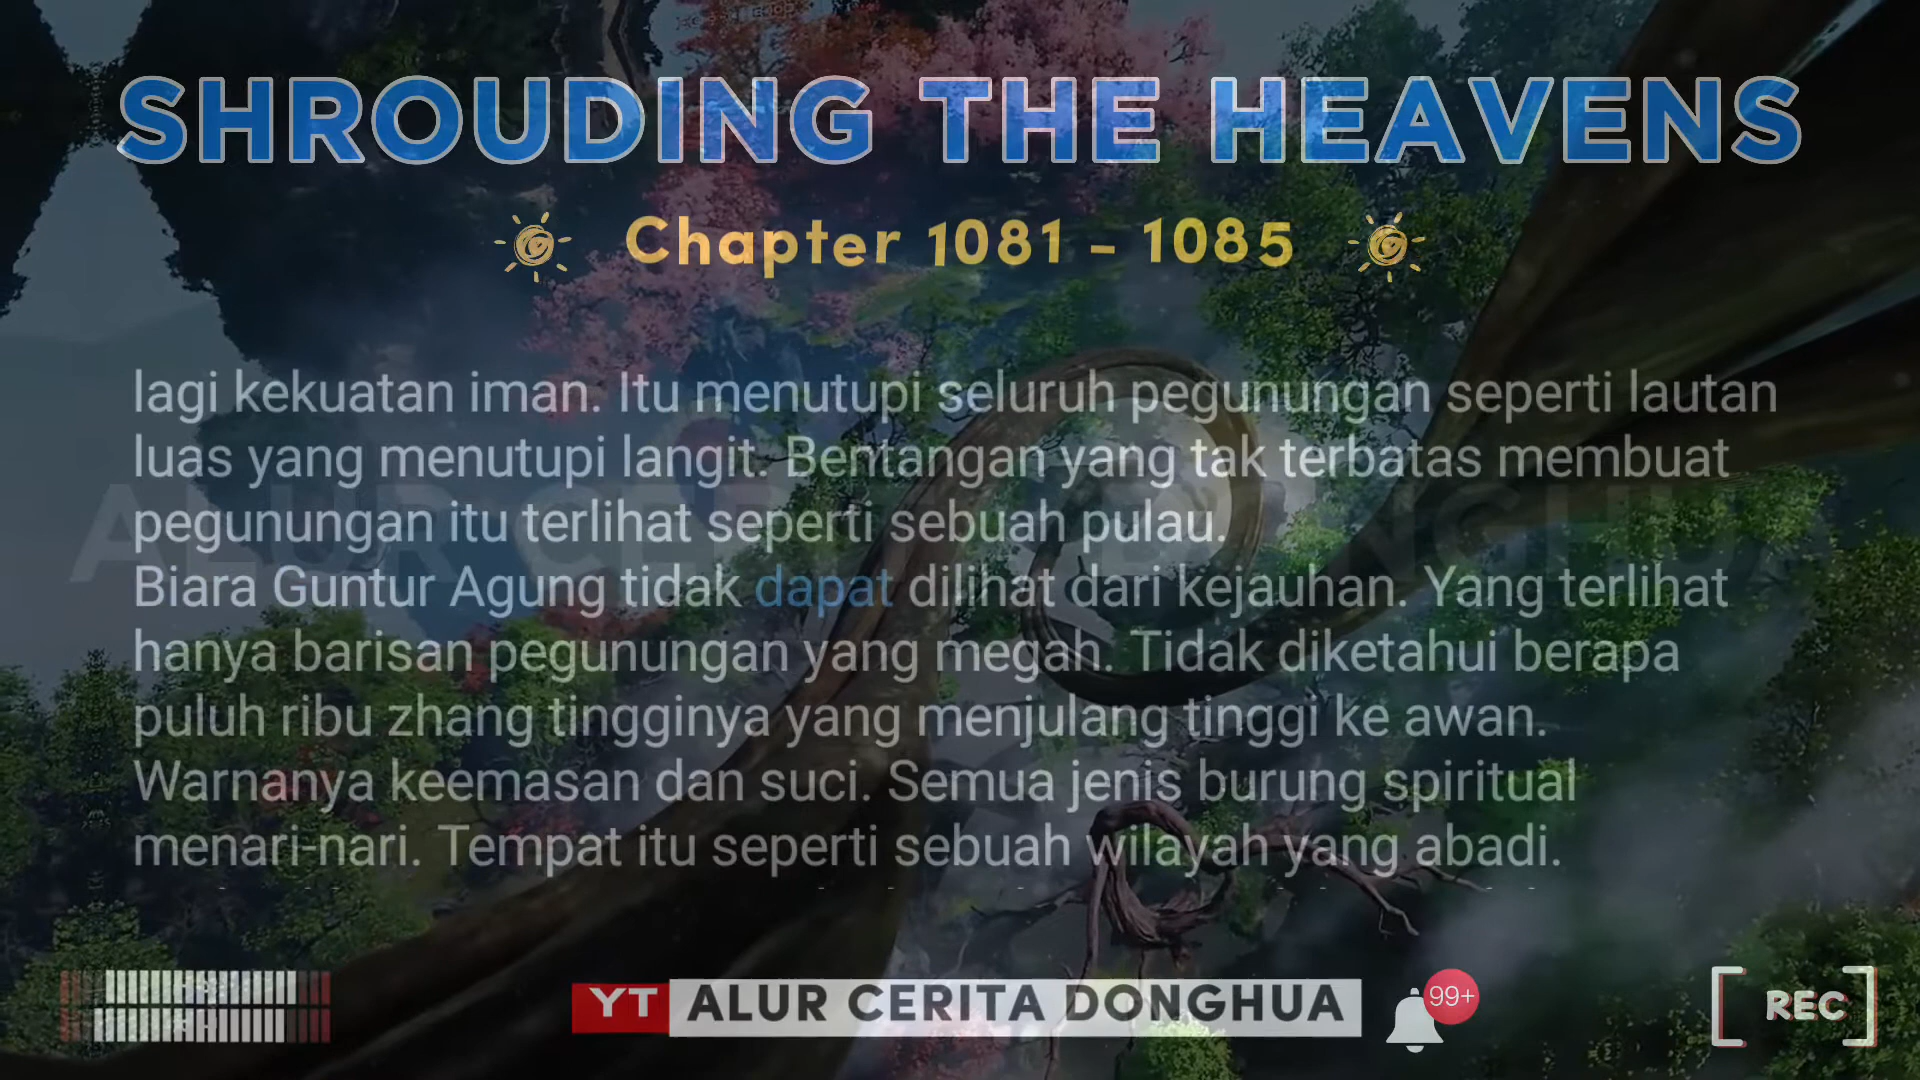 SHROUDING THE HEAVENS
Chapter 1081 - 1085
lagi kekuatan iman. Itu menutupi seluruh pegunungan seperti lautan
luas yang menutupi langit. Bentangan yang tak terbatas membuat
pegunungan itu terlihat seperti sebuah pulau.
Biara Guntur Agung tidak dapat dilihat dari kejauhan. Yang terlihat
hanya barisan pegunungan yang megah. Tidak diketahui berapa
puluh ribu zhang tingginya yang menjulang tinggi ke awan.
Warnanya keemasan dan suci. Semua jenis burung spiritual
menari-nari. Tempat itu seperti sebuah wilayah yang abadi.
ALUR CERITA DONGHUA
YT ALUR CERITA DONGHUA 99+
REC